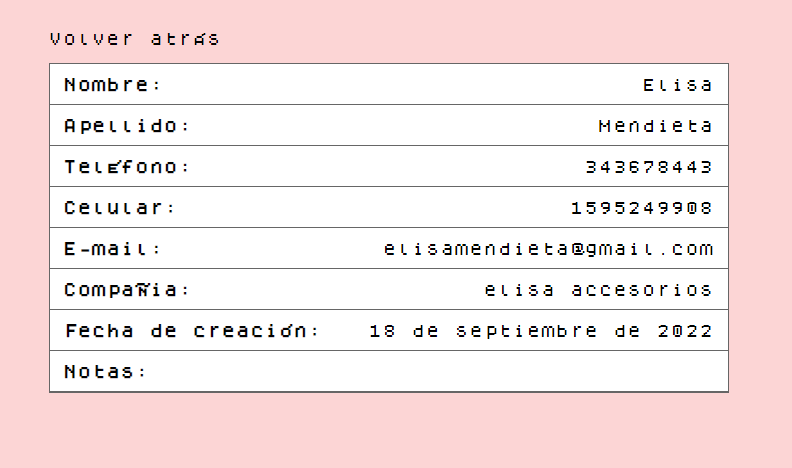 Volver atrás
Nombre: Elisa
Apellido: Mendieta
Teléfono: 343678443
Celular: 1595249908
E-mail: elisamendieta@gmail.com
Compañia: elisa accesorios
Fecha de creación: 18 de septiembre de 2022
Notas: